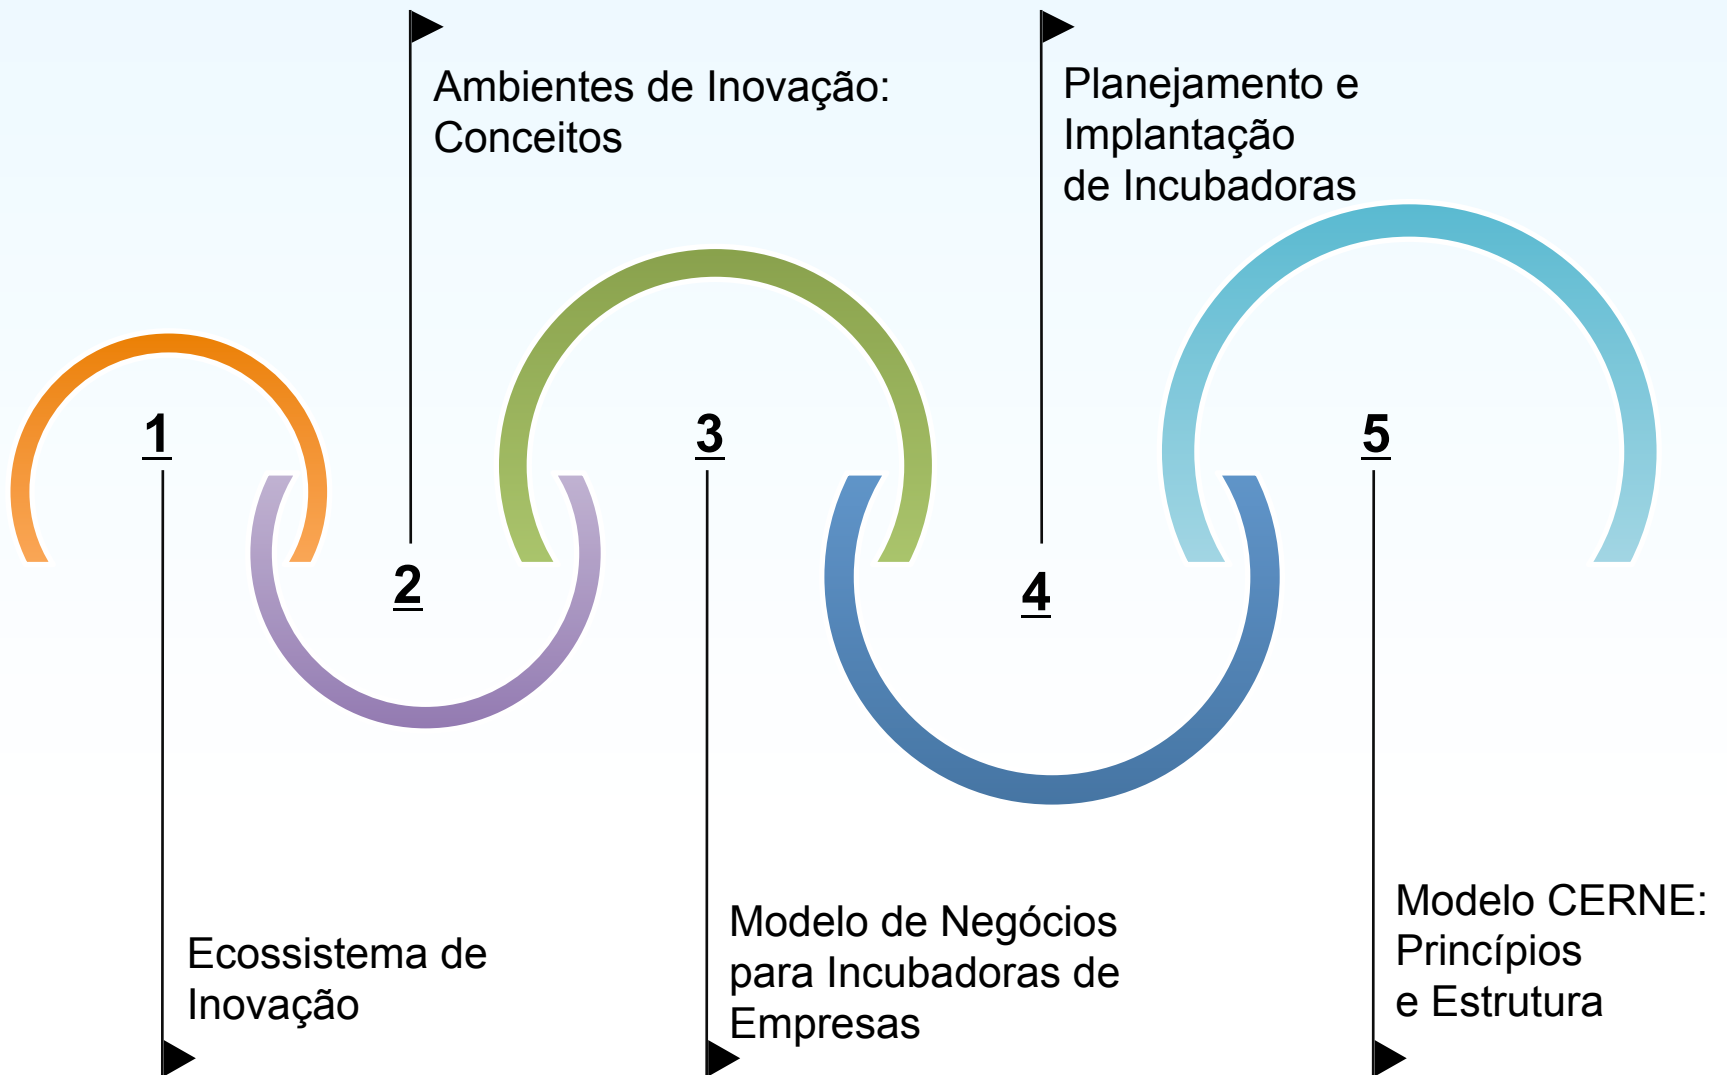 1
Ecossistema de
Inovação
2
Ambientes de Inovação:
Conceitos
3
Modelo de Negócios
para Incubadoras de
Empresas
4
Planejamento e
Implantação
de Incubadoras
5
Modelo CERNE:
Princípios
e Estrutura